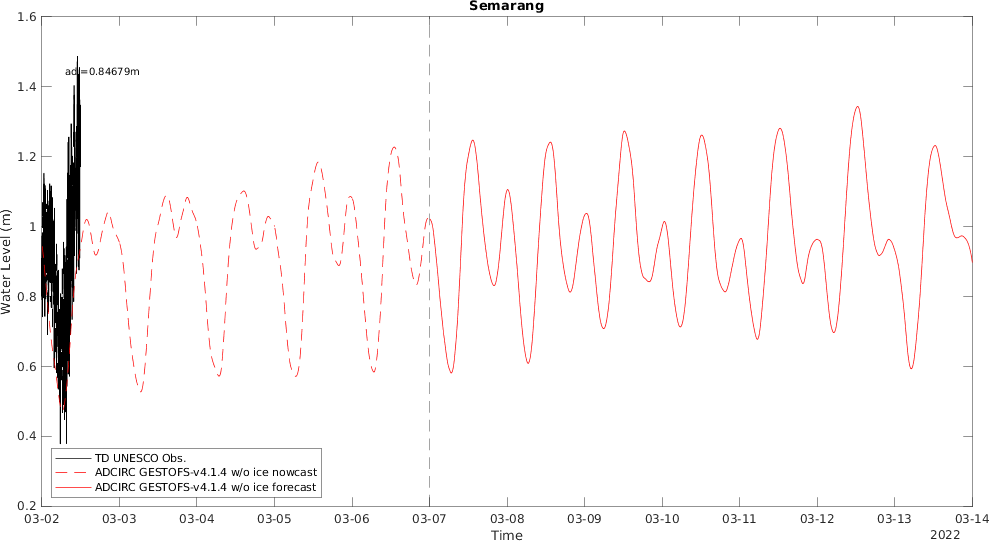 Semarang
1.6
1.4
1.2
1
0.8
0.6
0.4
0.2
Water Level (m)
adj=0.84679m
TD UNESCO Obs.
ADCIRC GESTOFS-v4.1.4 w/o ice nowcast
ADCIRC GESTOFS-v4.1.4 w/o ice forecast
03-02 03-03 03-04 03-05 03-06 03-07 03-08 03-09 03-10 03-11 03-12 03-13 03-14
Time
2022